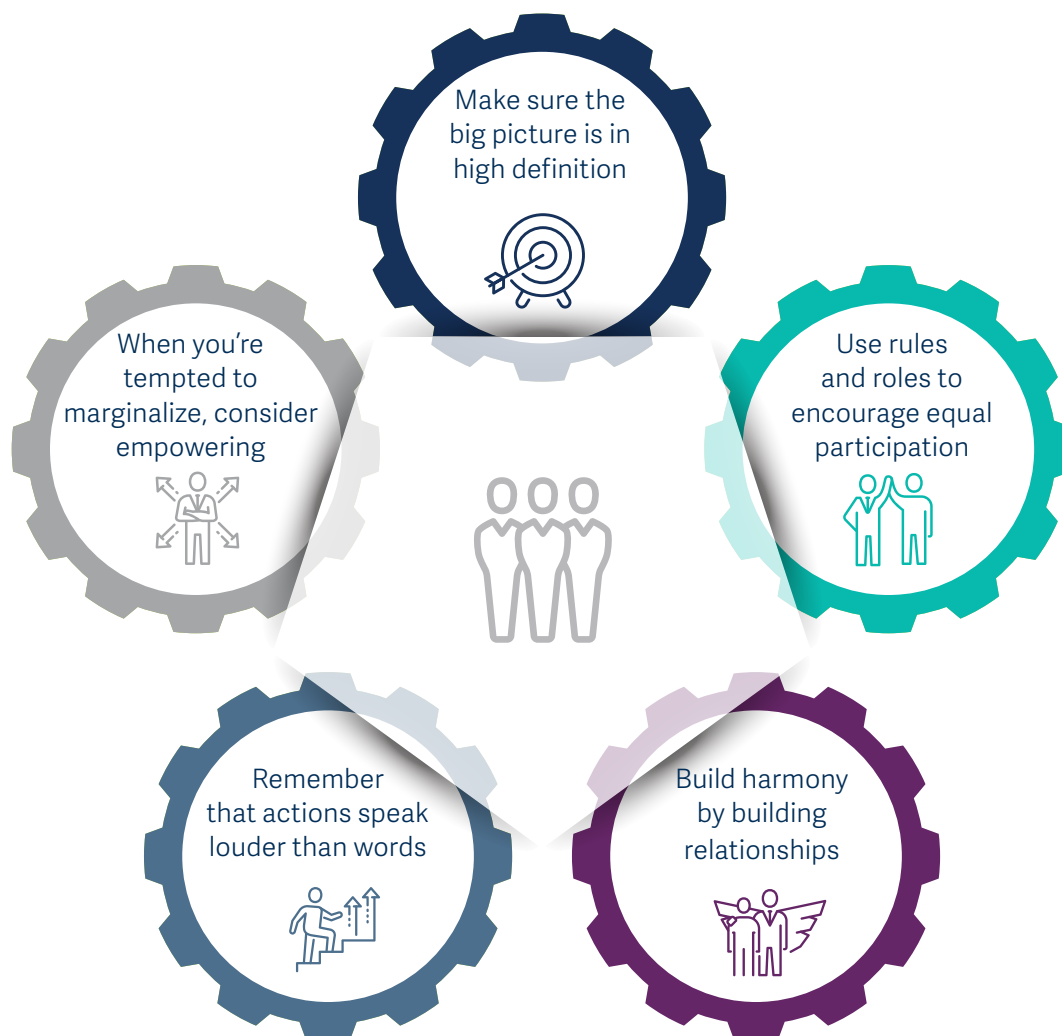 Make sure the
big picture is in
high definition
When you're
tempted to
marginalize, consider
empowering
Use rules
and roles to
encourage equal
participation
Remember
that actions speak
louder than words
Build harmony
by building
relationships